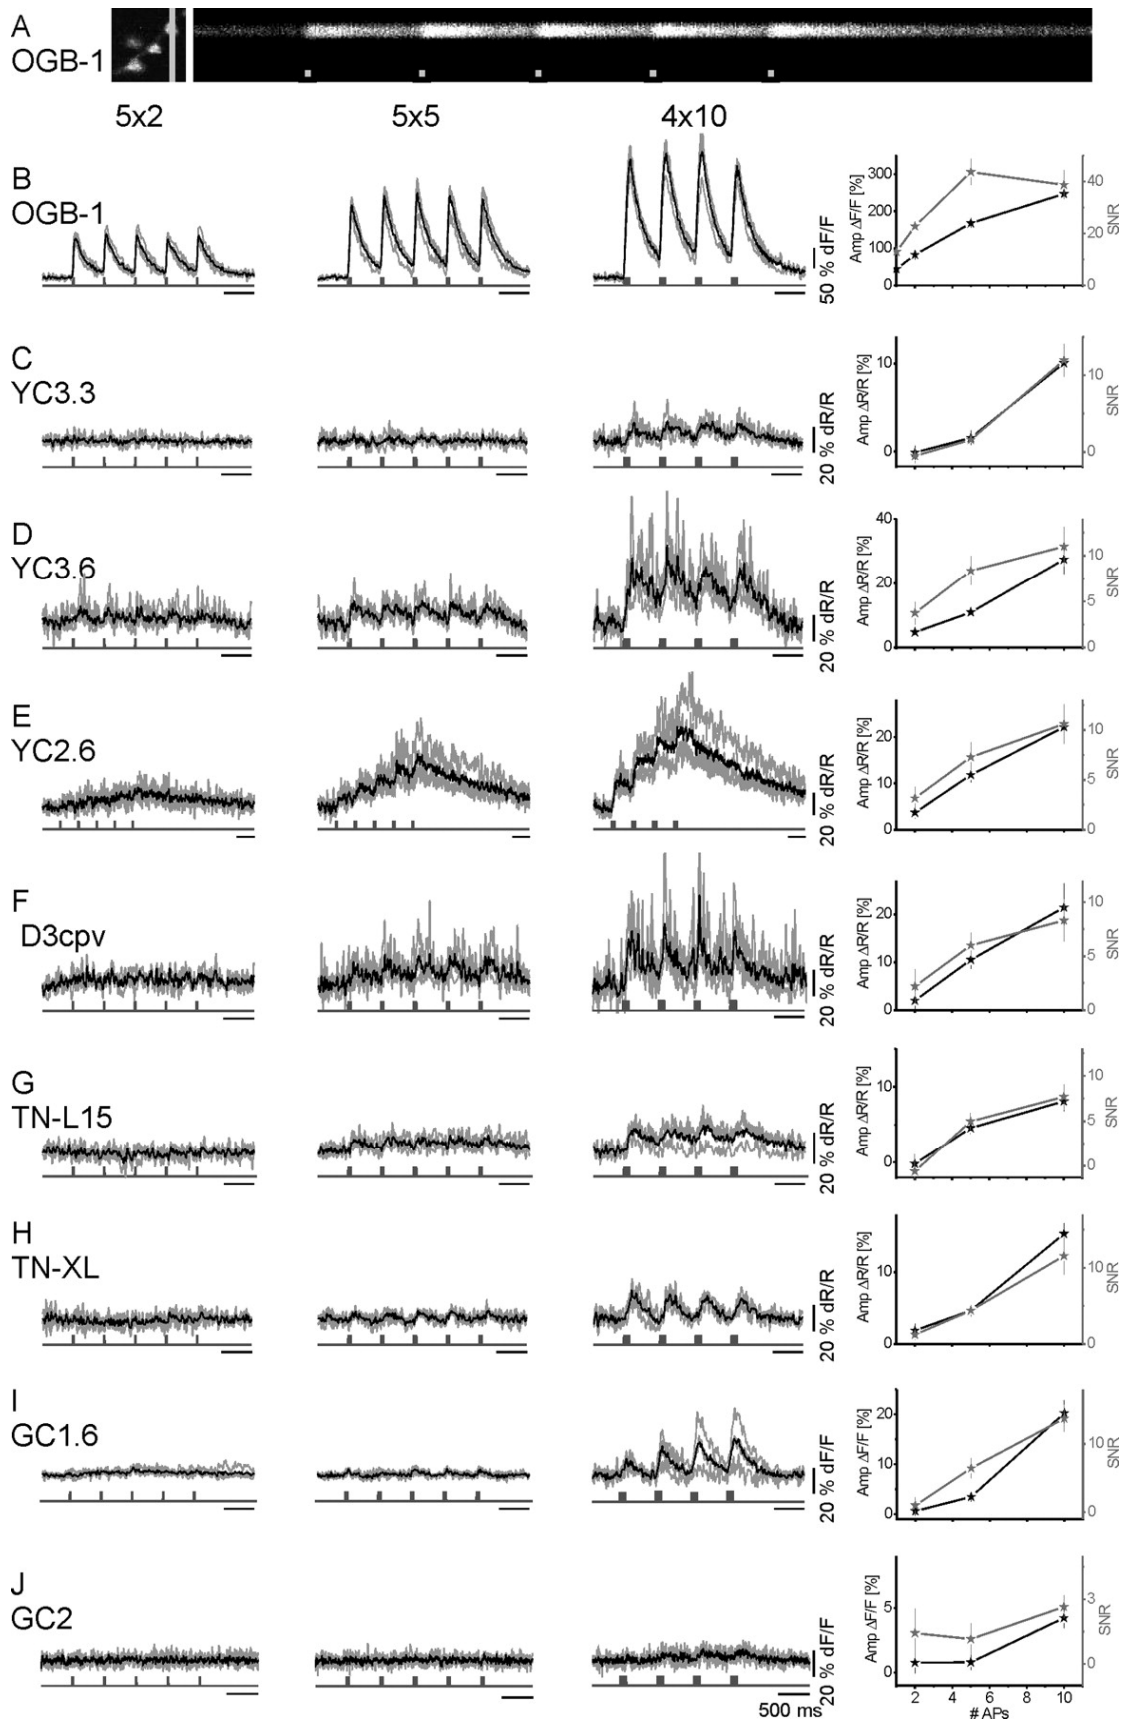 A
OGB-1
5x2 5x5 4x10
B
OGB-1
50 % dF/F
Amp ΔF/F [%]
300
200
100
0
40
20
0
SNR
C
YC3.3
20 % dR/R
Amp ΔR/R [%]
10
0
10
5
0
SNR
D
YC3.6
20 % dR/R
Amp ΔR/R [%]
40
20
0
10
5
0
SNR
E
YC2.6
20 % dR/R
Amp ΔR/R [%]
20
10
0
10
5
0
SNR
F
D3cpv
20 % dR/R
Amp ΔR/R [%]
20
10
0
10
5
0
SNR
G
TN-L15
20 % dR/R
Amp ΔR/R [%]
10
0
10
5
0
SNR
H
TN-XL
20 % dR/R
Amp ΔR/R [%]
10
0
10
0
SNR
I
GC1.6
20 % dF/F
Amp ΔF/F [%]
20
10
0
10
0
SNR
J
GC2
20 % dF/F
500 ms
Amp ΔF/F [%]
5
0
3
0
SNR
2 4 6 8 10
# APs